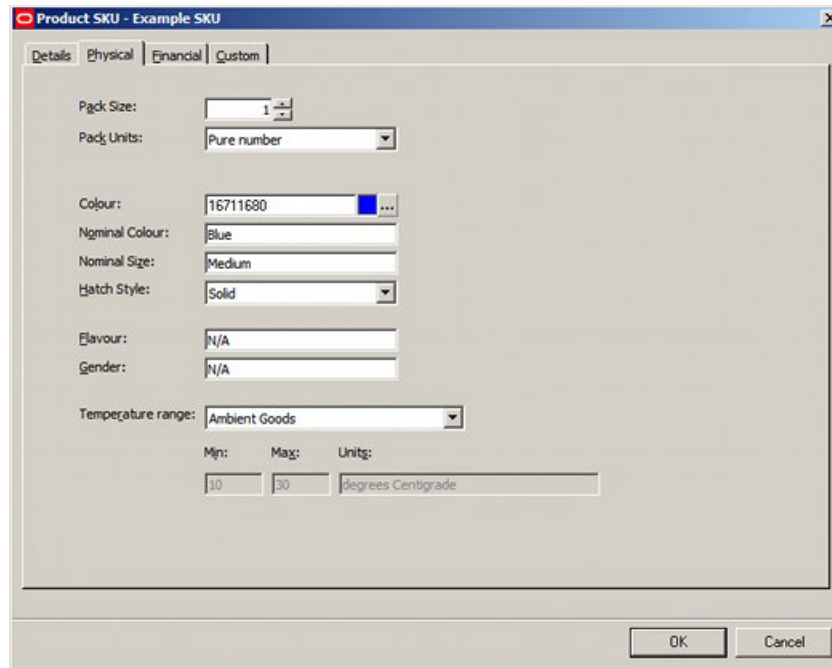 Product SKU - Example SKU
Details Physical Financial Custom
Pack Size: 1
Pack Units: Pure number
Colour: 16711680 ...
Nominal Colour: Blue
Nominal Size: Medium
Hatch Style: Solid
Flavour: N/A
Gender: N/A
Temperature range: Ambient Goods
Min: Max: Units:
10 30 degrees Centigrade
OK Cancel